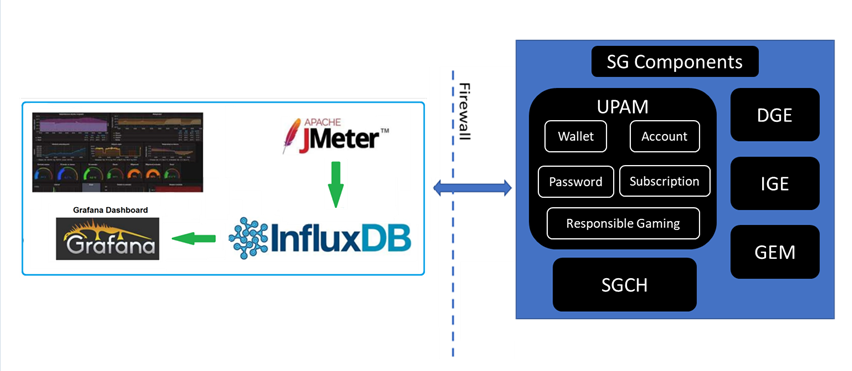 APACHE
JMeter™
Grafana Dashboard
Grafana
InfluxDB
Firewall
SG Components
UPAM
Wallet
Account
Password
Subscription
Responsible Gaming
SGCH
DGE
IGE
GEM